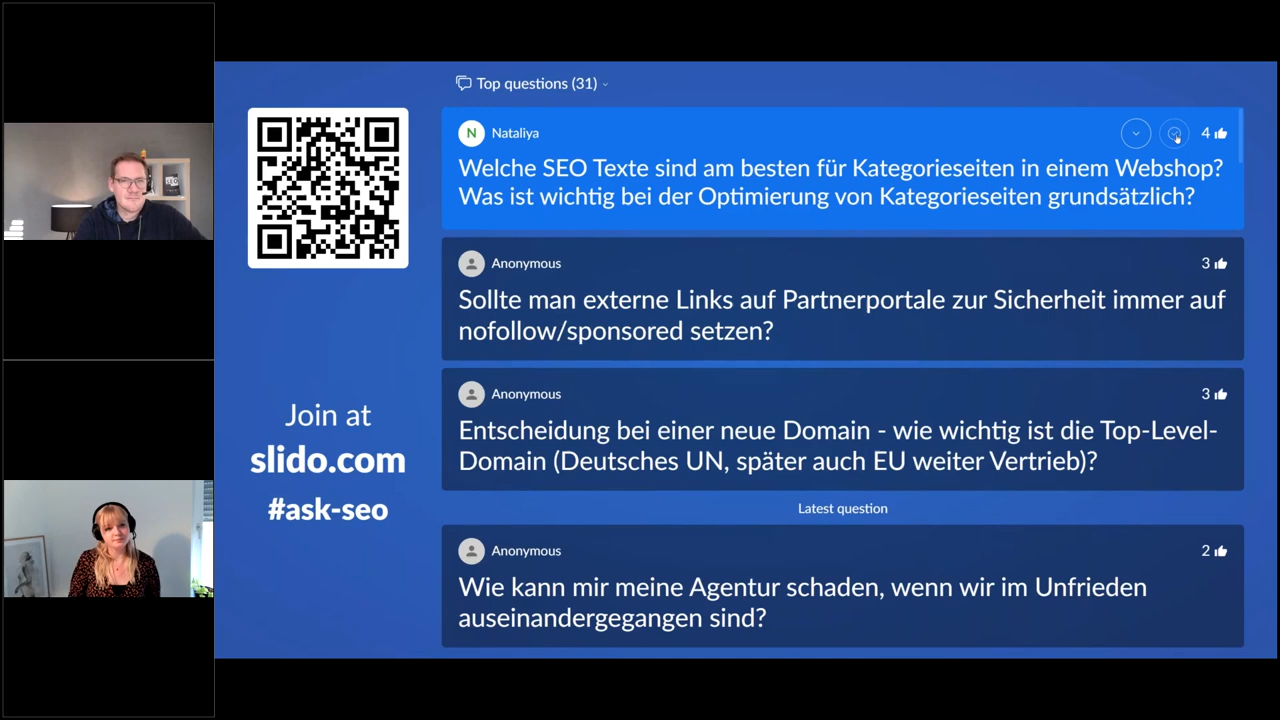 Top questions (31)
N Nataliya
4
Welche SEO Texte sind am besten für Kategorieseiten in einem Webshop?
Was ist wichtig bei der Optimierung von Kategorieseiten grundsätzlich?
Anonymous
3
Sollte man externe Links auf Partnerportale zur Sicherheit immer auf
nofollow/sponsored setzen?
Anonymous
3
Entscheidung bei einer neue Domain - wie wichtig ist die Top-Level-
Domain (Deutsches UN, später auch EU weiter Vertrieb)?
Latest question
Anonymous
2
Wie kann mir meine Agentur schaden, wenn wir im Unfrieden
auseinandergegangen sind?
Join at
slido.com
#ask-seo